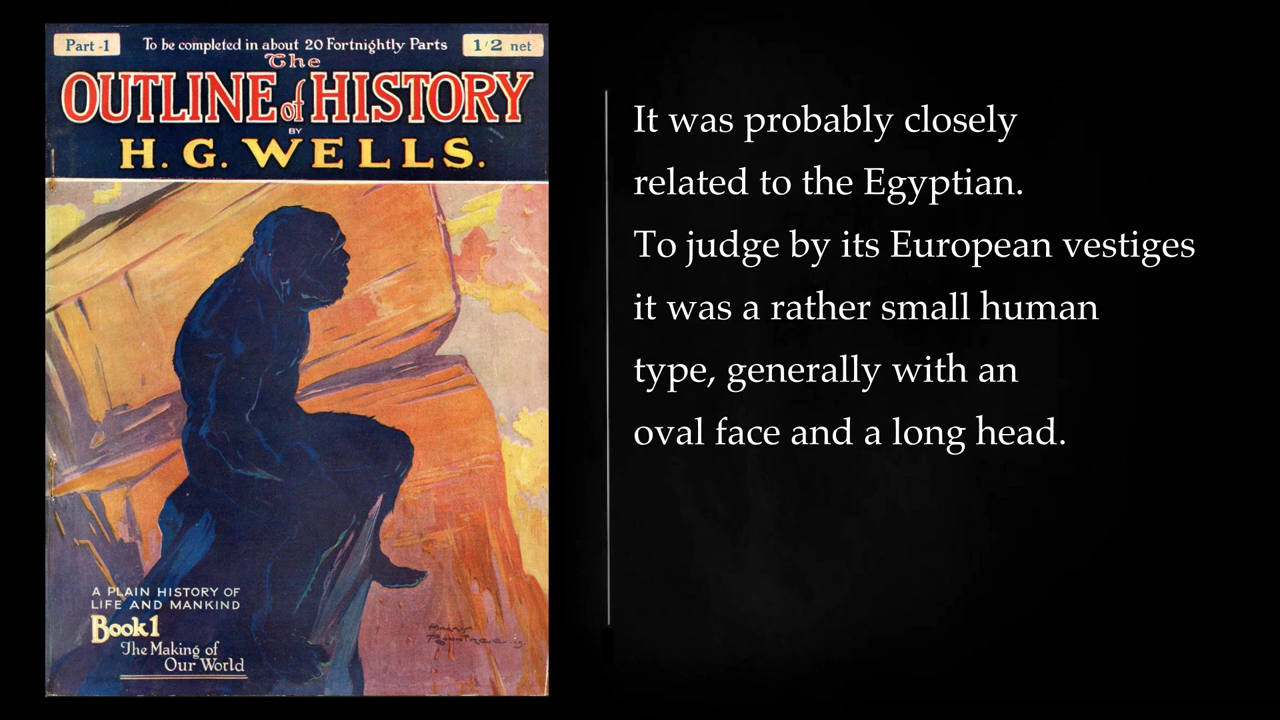 Part -1
To be completed in about 20 Fortnightly Parts
1/2 net
The
OUTLINE of HISTORY
BY
H. G. WELLS.
A PLAIN HISTORY OF
LIFE AND MANKIND
Book 1
The Making of
Our World
It was probably closely
related to the Egyptian.
To judge by its European vestiges
it was a rather small human
type, generally with an
oval face and a long head.